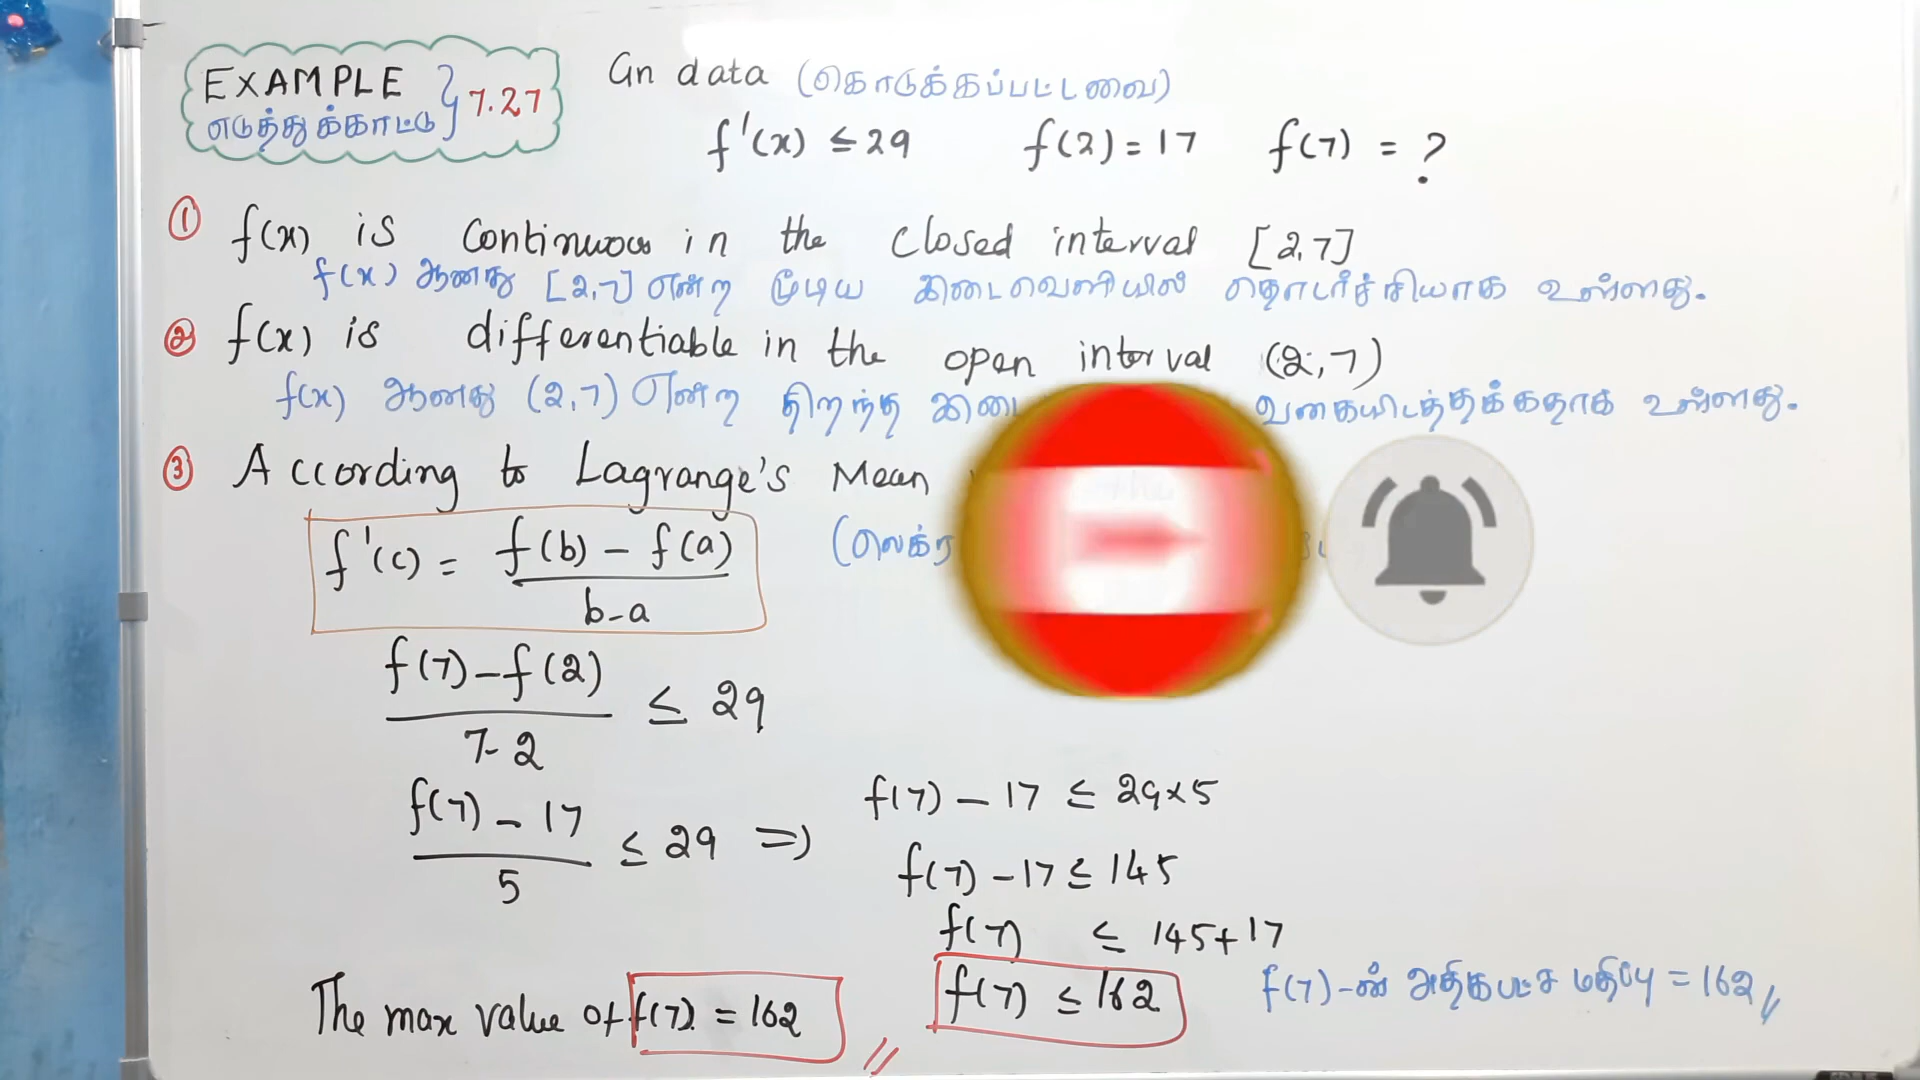 EXAMPLE
எடுத்துக்காட்டு } 7.27
Gn data (கொடுக்கப்பட்டவை)
f'(x) ≤ 29 f(2) = 17 f(7) = ?
① f(x) is continuous in the closed interval [2,7]
f(x) ஆனது [2,7] என்ற மூடிய இடைவெளியில் தொடர்ச்சியாக உள்ளது.
② f(x) is differentiable in the open interval (2,7)
f(x) ஆனது (2,7) என்ற திறந்த வகையிடத்தக்கதாக உள்ளது.
③ According to Lagrange's Mean
f'(c) = f(b) - f(a) / b-a
f(7) - f(2) / 7-2 ≤ 29
f(7) - 17 / 5 ≤ 29 ⇒ f(7) - 17 ≤ 29×5
f(7) - 17 ≤ 145
f(7) ≤ 145+17
f(7) ≤ 162
The max value of f(7) = 162 //
f(7)-ன் அதிகபட்ச மதிப்பு = 162 //